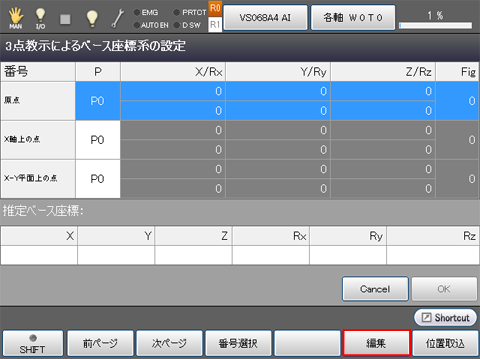 MAN I/O EMG AUTO EN PRTCT D SW R0 R1 VS068A4 AI 各軸 W0T0 1 %
3点教示によるベース座標系の設定
番号 P X/Rx Y/Ry Z/Rz Fig
原点 P0 0 0 0 0
0 0 0
X軸上の点 P0 0 0 0 0
0 0 0
X-Y平面上の点 P0 0 0 0 0
0 0 0
推定ベース座標:
X Y Z Rx Ry Rz
Cancel OK
Shortcut
SHIFT 前ページ 次ページ 番号選択 編集 位置取込